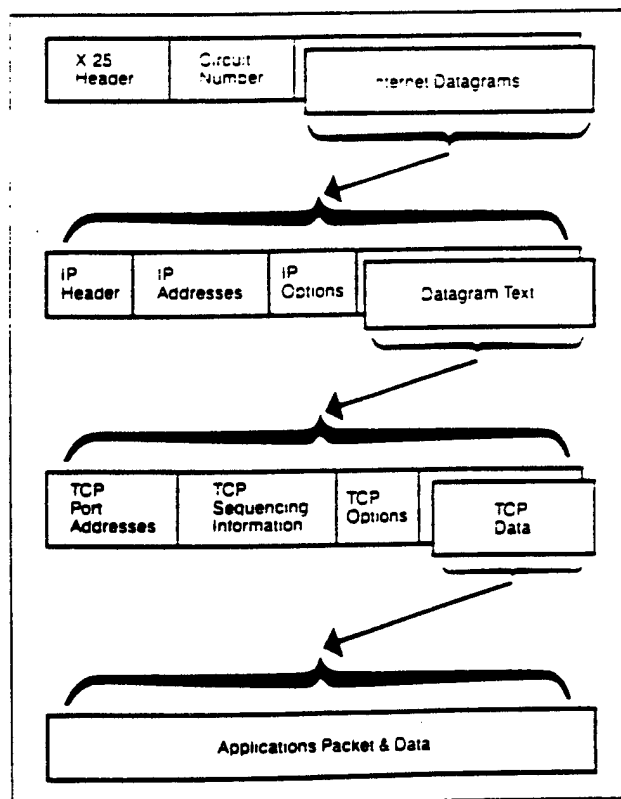 X 25
Header
Circuit
Number
Internet Datagrams
IP
Header
IP
Addresses
IP
Options
Datagram Text
TCP
Port
Addresses
TCP
Sequencing
Information
TCP
Options
TCP
Data
Applications Packet & Data